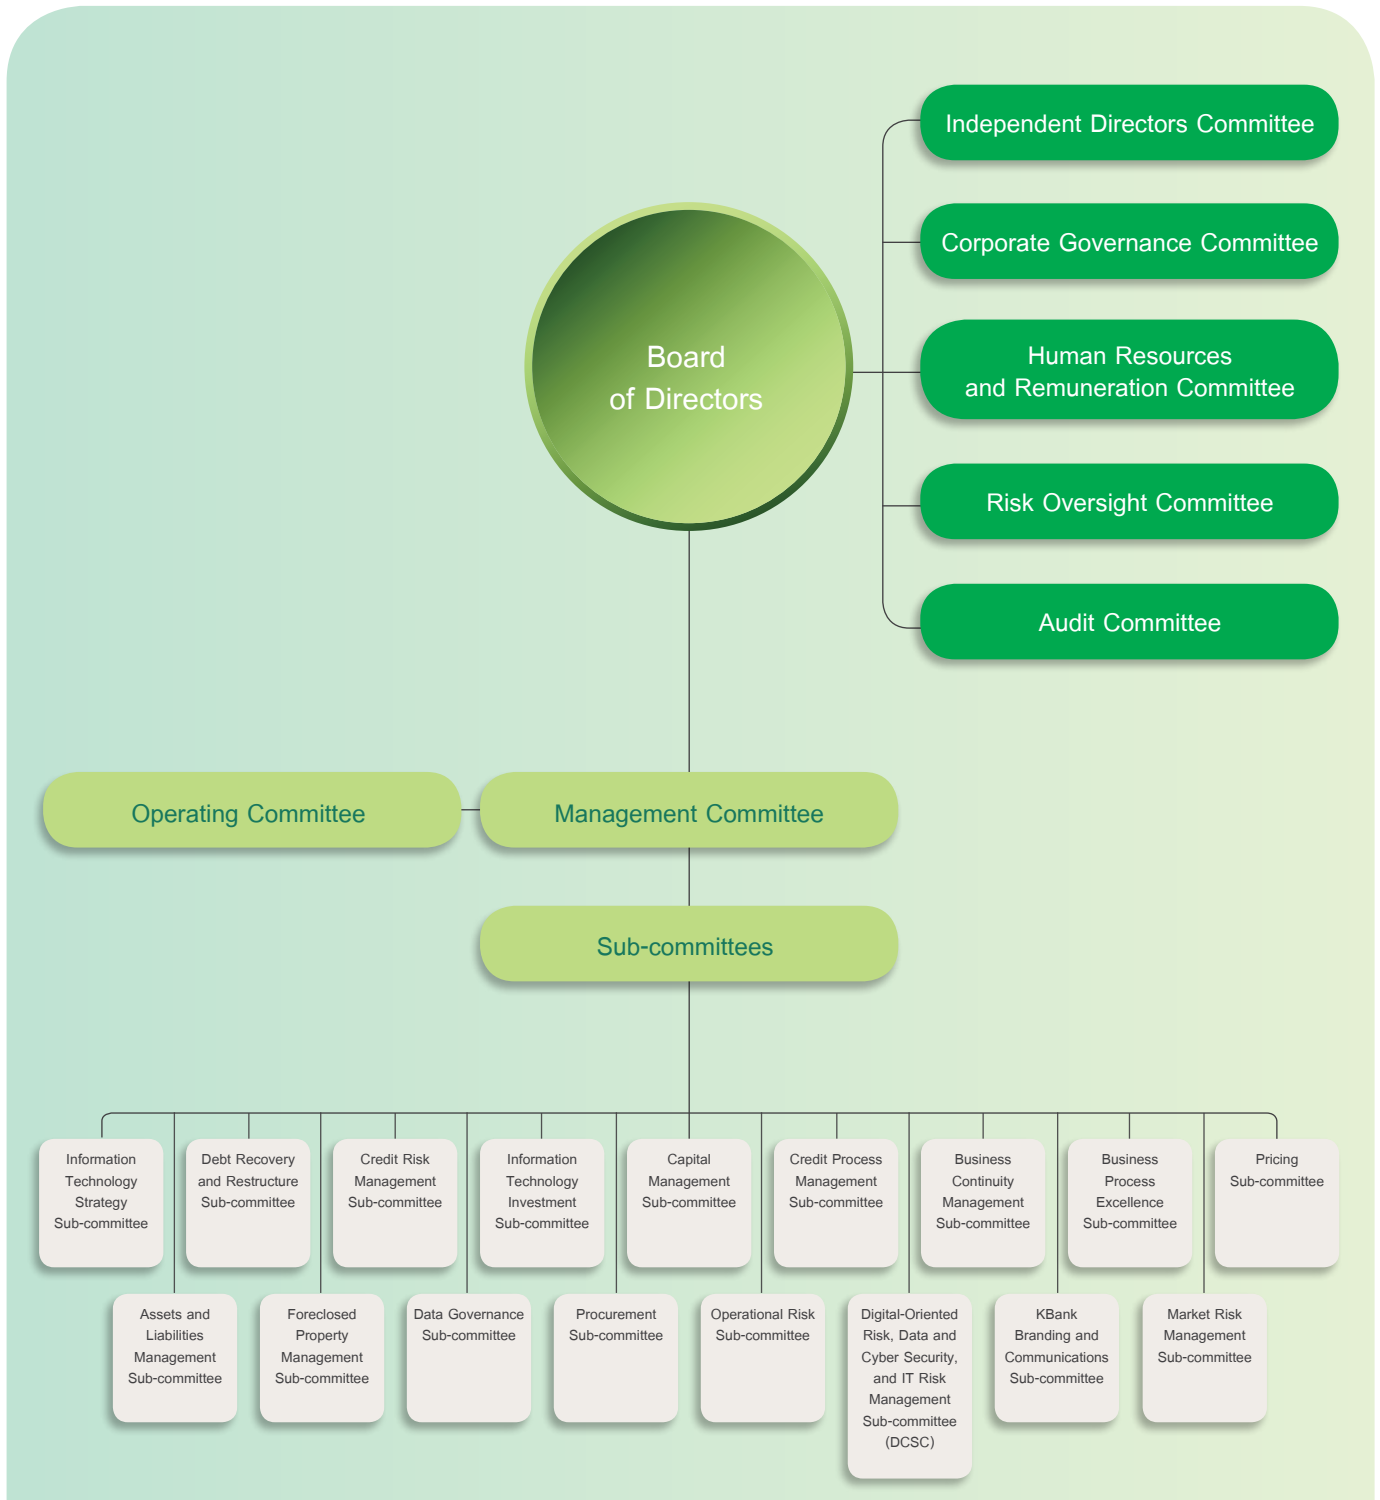 Independent Directors Committee
Corporate Governance Committee
Human Resources
and Remuneration Committee
Risk Oversight Committee
Audit Committee
Board
of Directors
Operating Committee
Management Committee
Sub-committees
Information
Technology
Strategy
Sub-committee
Debt Recovery
and Restructure
Sub-committee
Credit Risk
Management
Sub-committee
Information
Technology
Investment
Sub-committee
Capital
Management
Sub-committee
Credit Process
Management
Sub-committee
Business
Continuity
Management
Sub-committee
Business
Process
Excellence
Sub-committee
Pricing
Sub-committee
Assets and
Liabilities
Management
Sub-committee
Foreclosed
Property
Management
Sub-committee
Data Governance
Sub-committee
Procurement
Sub-committee
Operational Risk
Sub-committee
Digital-Oriented
Risk, Data and
Cyber Security,
and IT Risk
Management
Sub-committee
(DCSC)
KBank
Branding and
Communications
Sub-committee
Market Risk
Management
Sub-committee